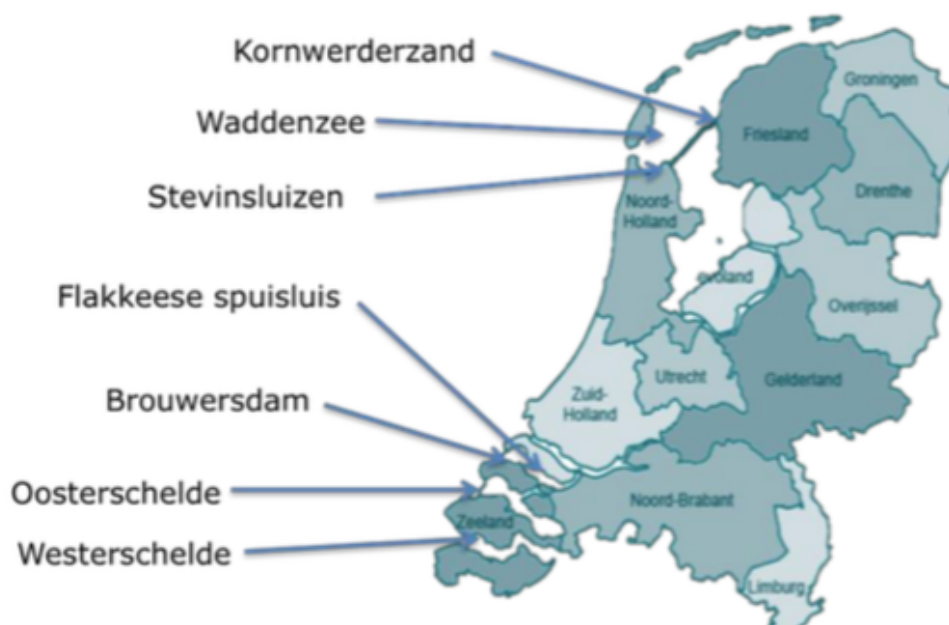 Kornwerderzand
Waddenzee
Stevinsluizen
Flakkeese spuisluis
Brouwersdam
Oosterschelde
Westerschelde
Groningen
Friesland
Drenthe
Noord-
Holland
evoland
Overijssel
Utrecht
Gelderland
Zuid-
Holland
Noord-Brabant
Zeeland
Limburg